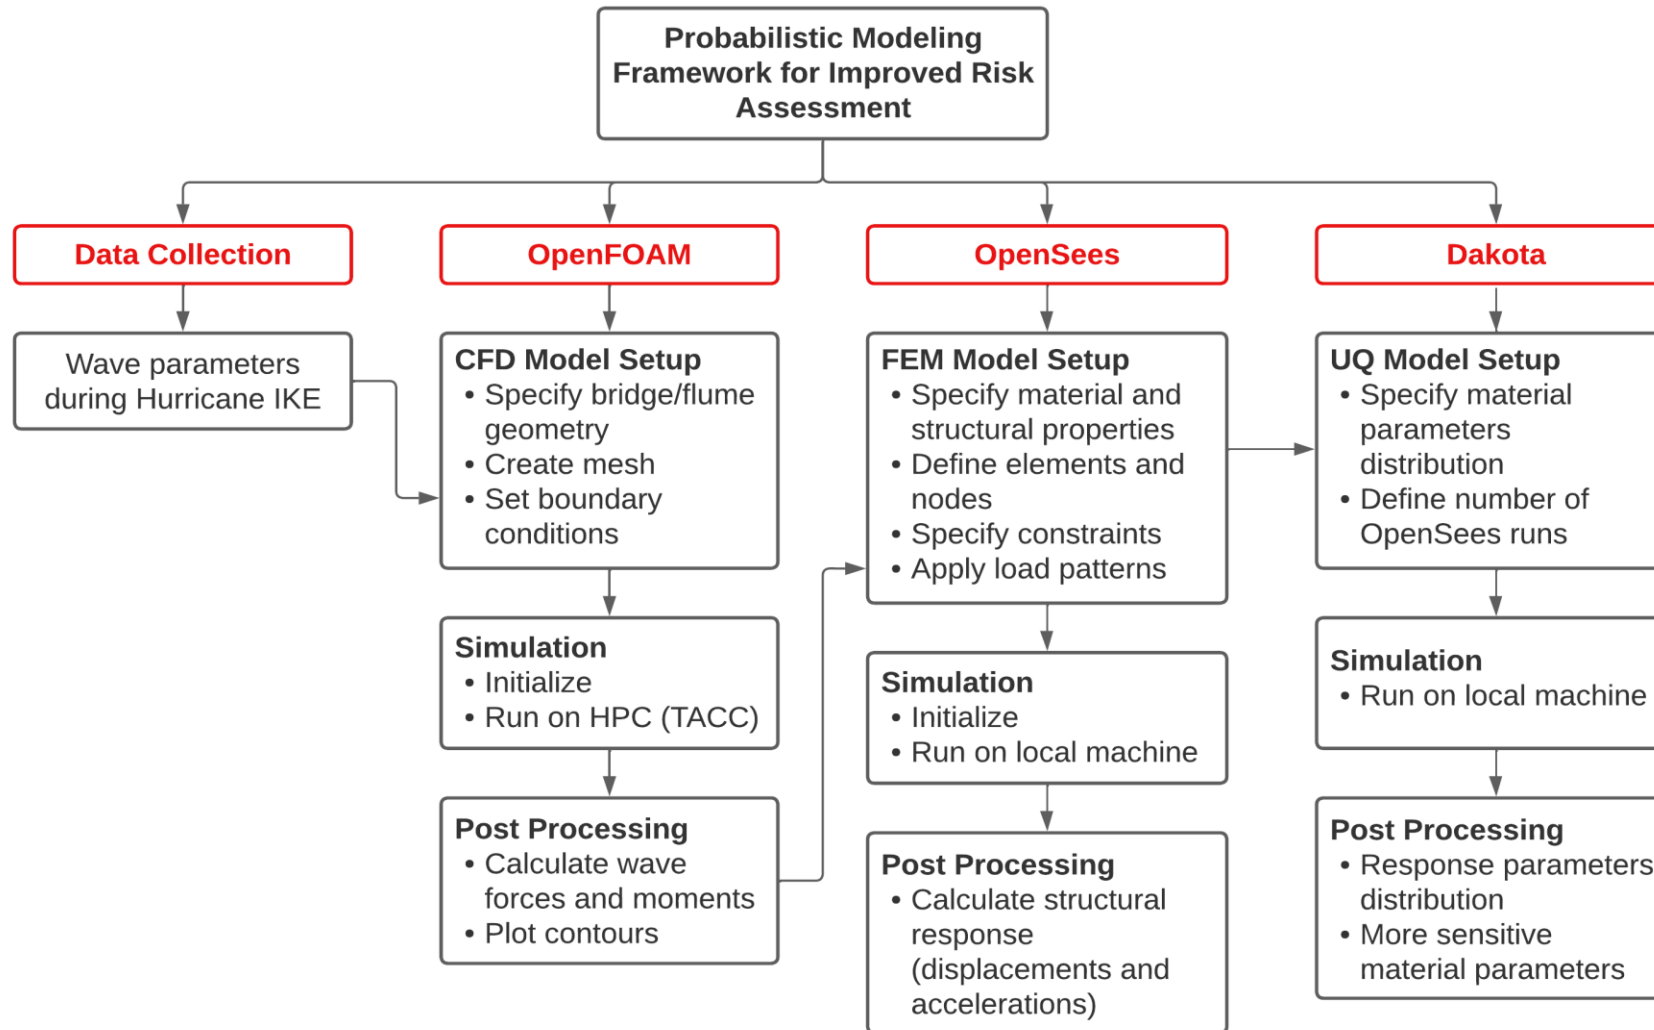 Probabilistic Modeling
Framework for Improved Risk
Assessment
Data Collection
Wave parameters
during Hurricane IKE
OpenFOAM
CFD Model Setup
• Specify bridge/flume
geometry
• Create mesh
• Set boundary
conditions
Simulation
• Initialize
• Run on HPC (TACC)
Post Processing
• Calculate wave
forces and moments
• Plot contours
OpenSees
FEM Model Setup
• Specify material and
structural properties
• Define elements and
nodes
• Specify constraints
• Apply load patterns
Simulation
• Initialize
• Run on local machine
Post Processing
• Calculate structural
response
(displacements and
accelerations)
Dakota
UQ Model Setup
• Specify material
parameters
distribution
• Define number of
OpenSees runs
Simulation
• Run on local machine
Post Processing
• Response parameters
distribution
• More sensitive
material parameters